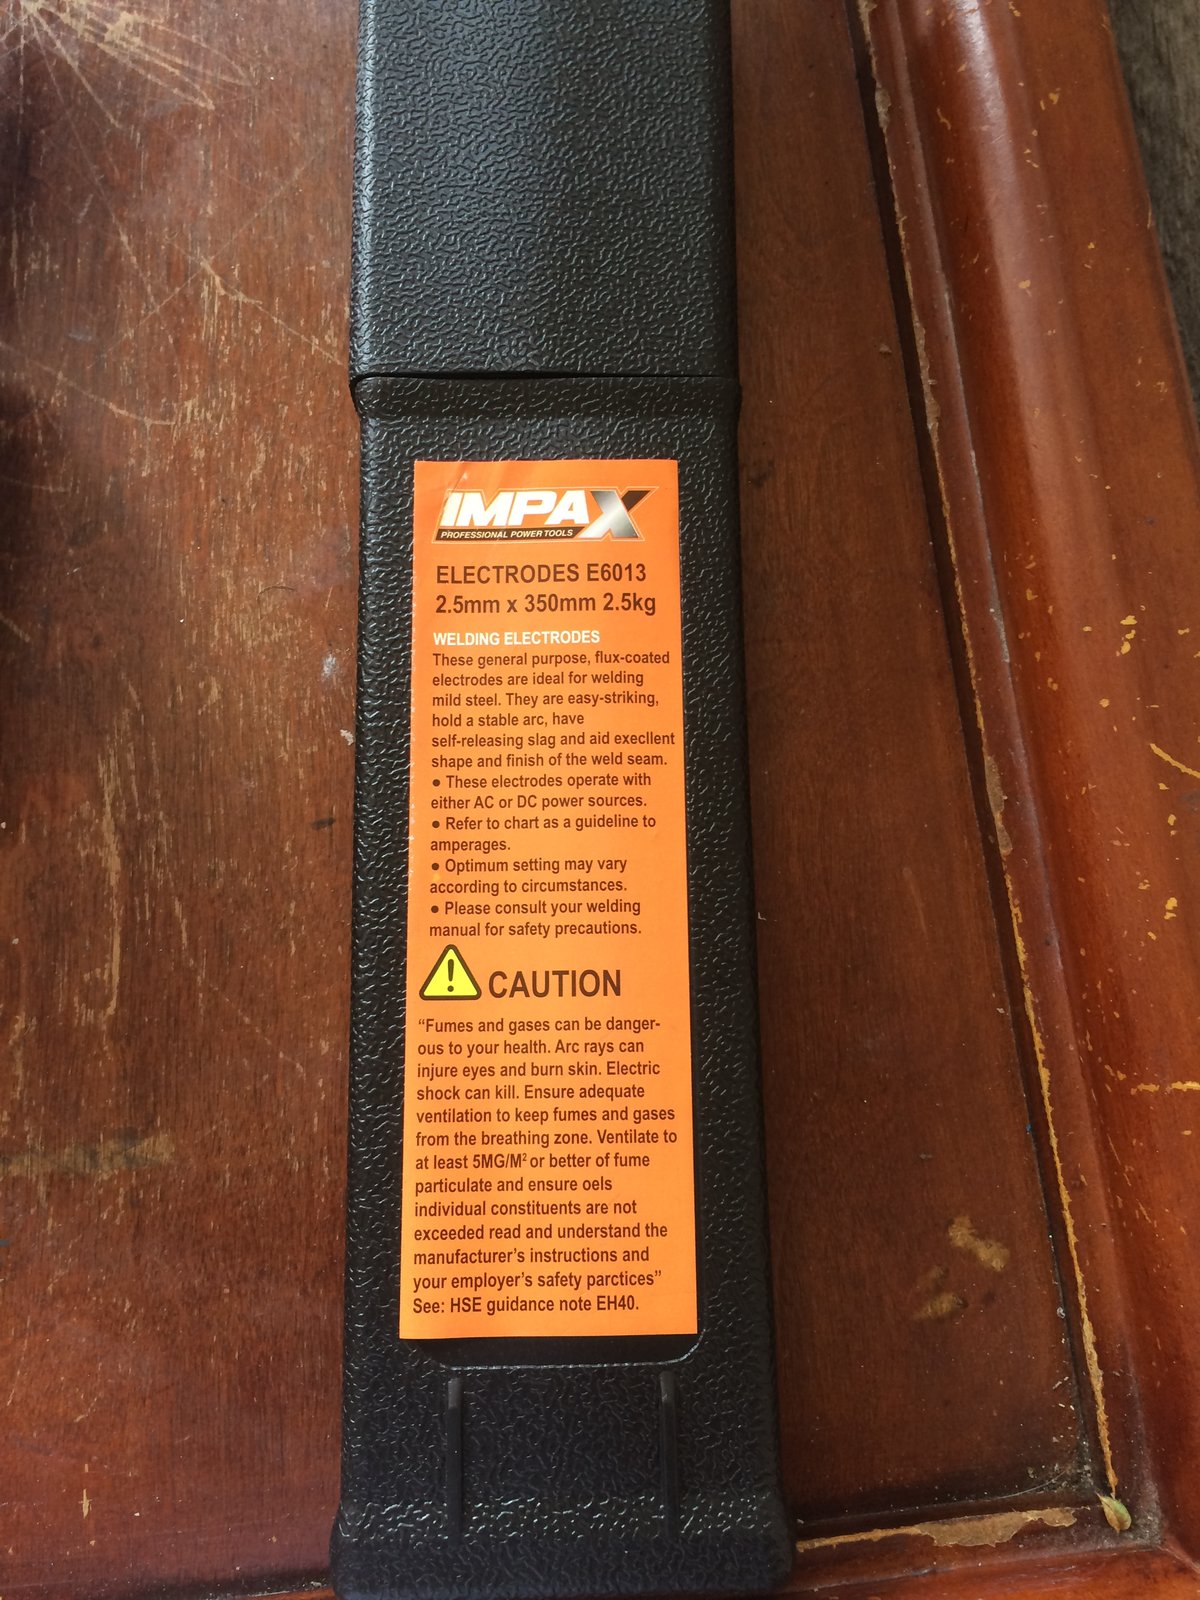 IMPAX
PROFESSIONAL POWER TOOLS
ELECTRODES E6013
2.5mm x 350mm 2.5kg
WELDING ELECTRODES
These general purpose, flux-coated
electrodes are ideal for welding
mild steel. They are easy-striking,
hold a stable arc, have
self-releasing slag and aid execllent
shape and finish of the weld seam.
● These electrodes operate with
either AC or DC power sources.
● Refer to chart as a guideline to
amperages.
● Optimum setting may vary
according to circumstances.
● Please consult your welding
manual for safety precautions.
CAUTION
“Fumes and gases can be danger-
ous to your health. Arc rays can
injure eyes and burn skin. Electric
shock can kill. Ensure adequate
ventilation to keep fumes and gases
from the breathing zone. Ventilate to
at least 5MG/M² or better of fume
particulate and ensure oels
individual constituents are not
exceeded read and understand the
manufacturer’s instructions and
your employer’s safety parctices”
See: HSE guidance note EH40.